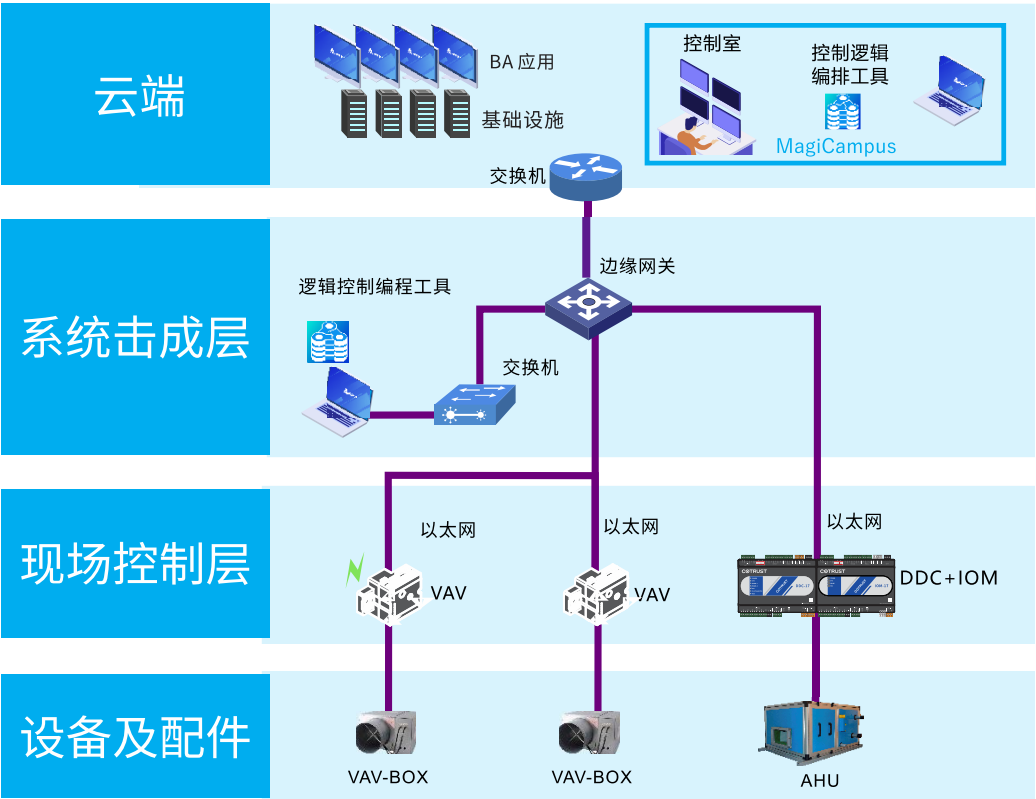 云端
BA 应用
基础设施
控制室
控制逻辑
编排工具
MagiCampus
交换机
系统击成层
边缘网关
逻辑控制编程工具
交换机
现场控制层
以太网
以太网
以太网
VAV
VAV
COTRUST
COTRUST
DDC+IOM
设备及配件
VAV-BOX
VAV-BOX
AHU